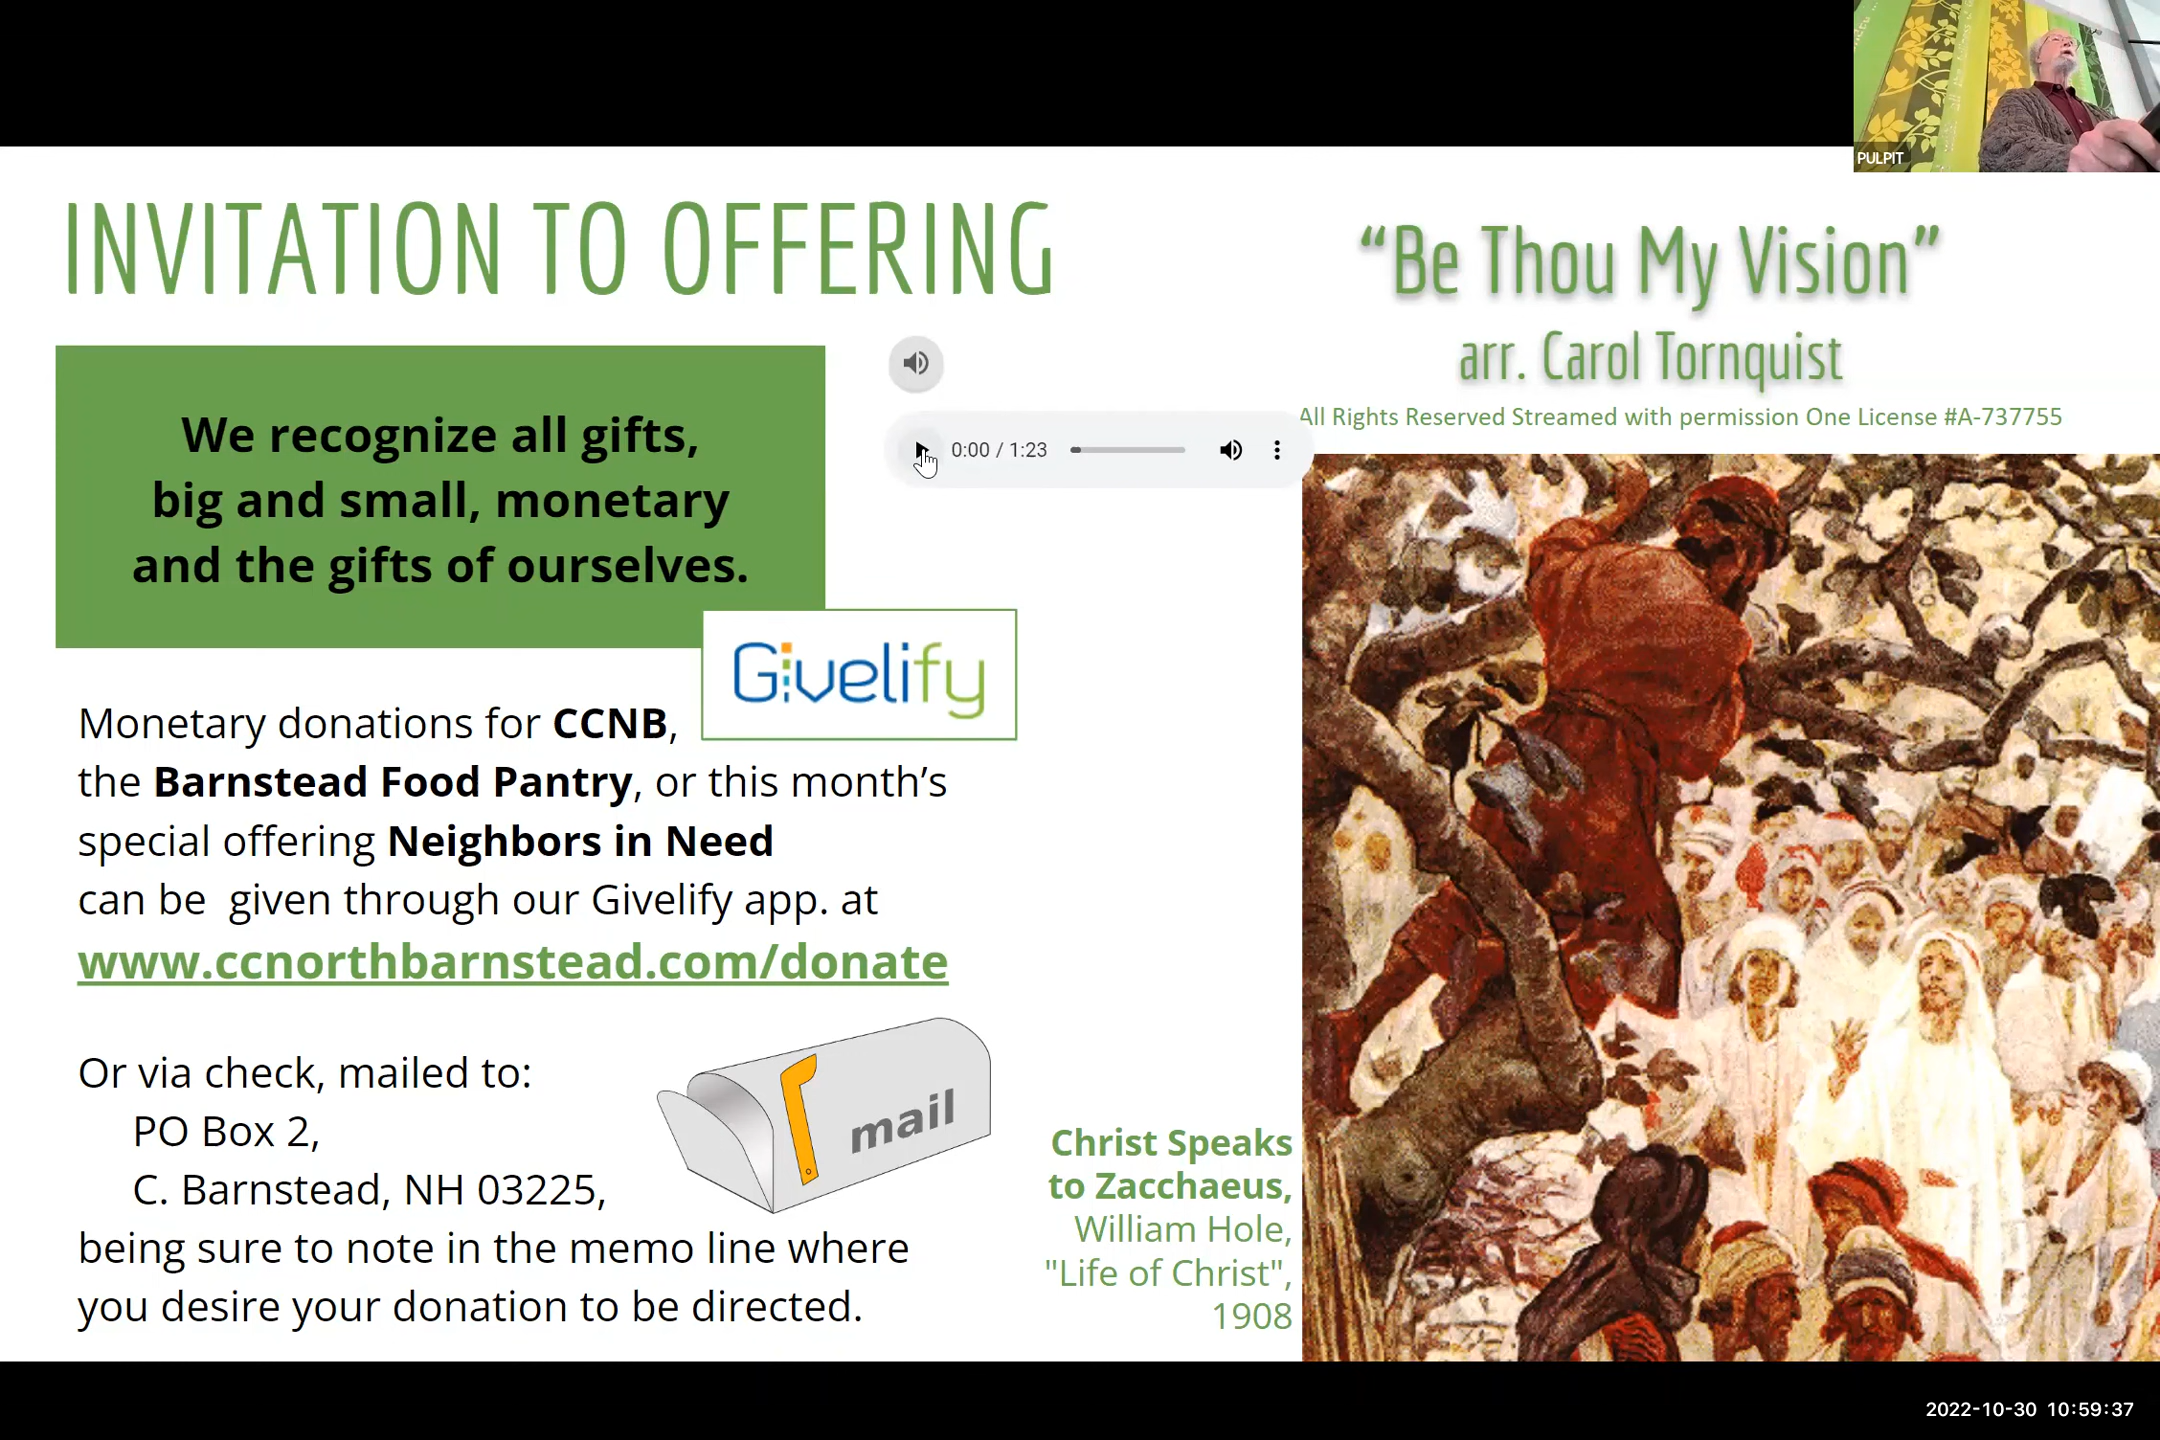 PULPIT
INVITATION TO OFFERING
“Be Thou My Vision”
arr. Carol Tornquist
All Rights Reserved Streamed with permission One License #A-737755
We recognize all gifts,
big and small, monetary
and the gifts of ourselves.
0:00 / 1:23
Givelify
Monetary donations for CCNB,
the Barnstead Food Pantry, or this month’s
special offering Neighbors in Need
can be  given through our Givelify app. at
www.ccnorthbarnstead.com/donate
Or via check, mailed to:
PO Box 2,
C. Barnstead, NH 03225,
being sure to note in the memo line where
you desire your donation to be directed.
mail
Christ Speaks
to Zacchaeus,
William Hole,
"Life of Christ",
1908
2022-10-30 10:59:37